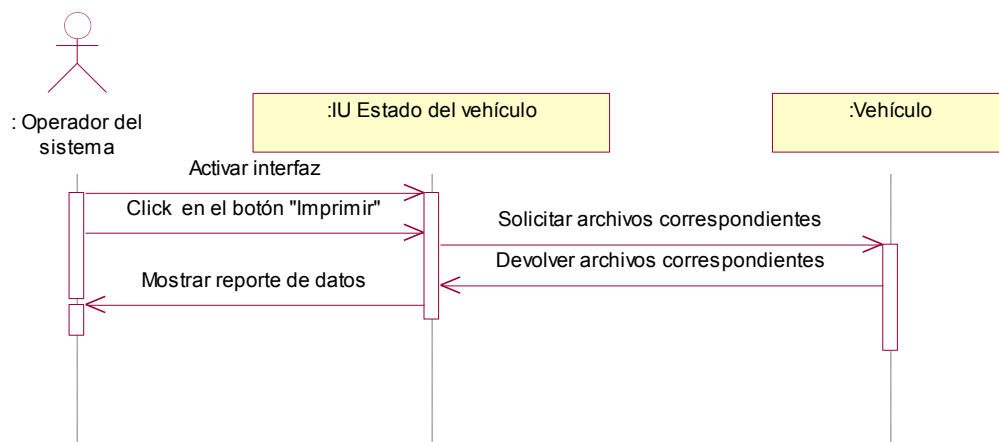 : Operador del
sistema
:IU Estado del vehículo
:Vehículo
Activar interfaz
Click en el botón "Imprimir"
Solicitar archivos correspondientes
Devolver archivos correspondientes
Mostrar reporte de datos